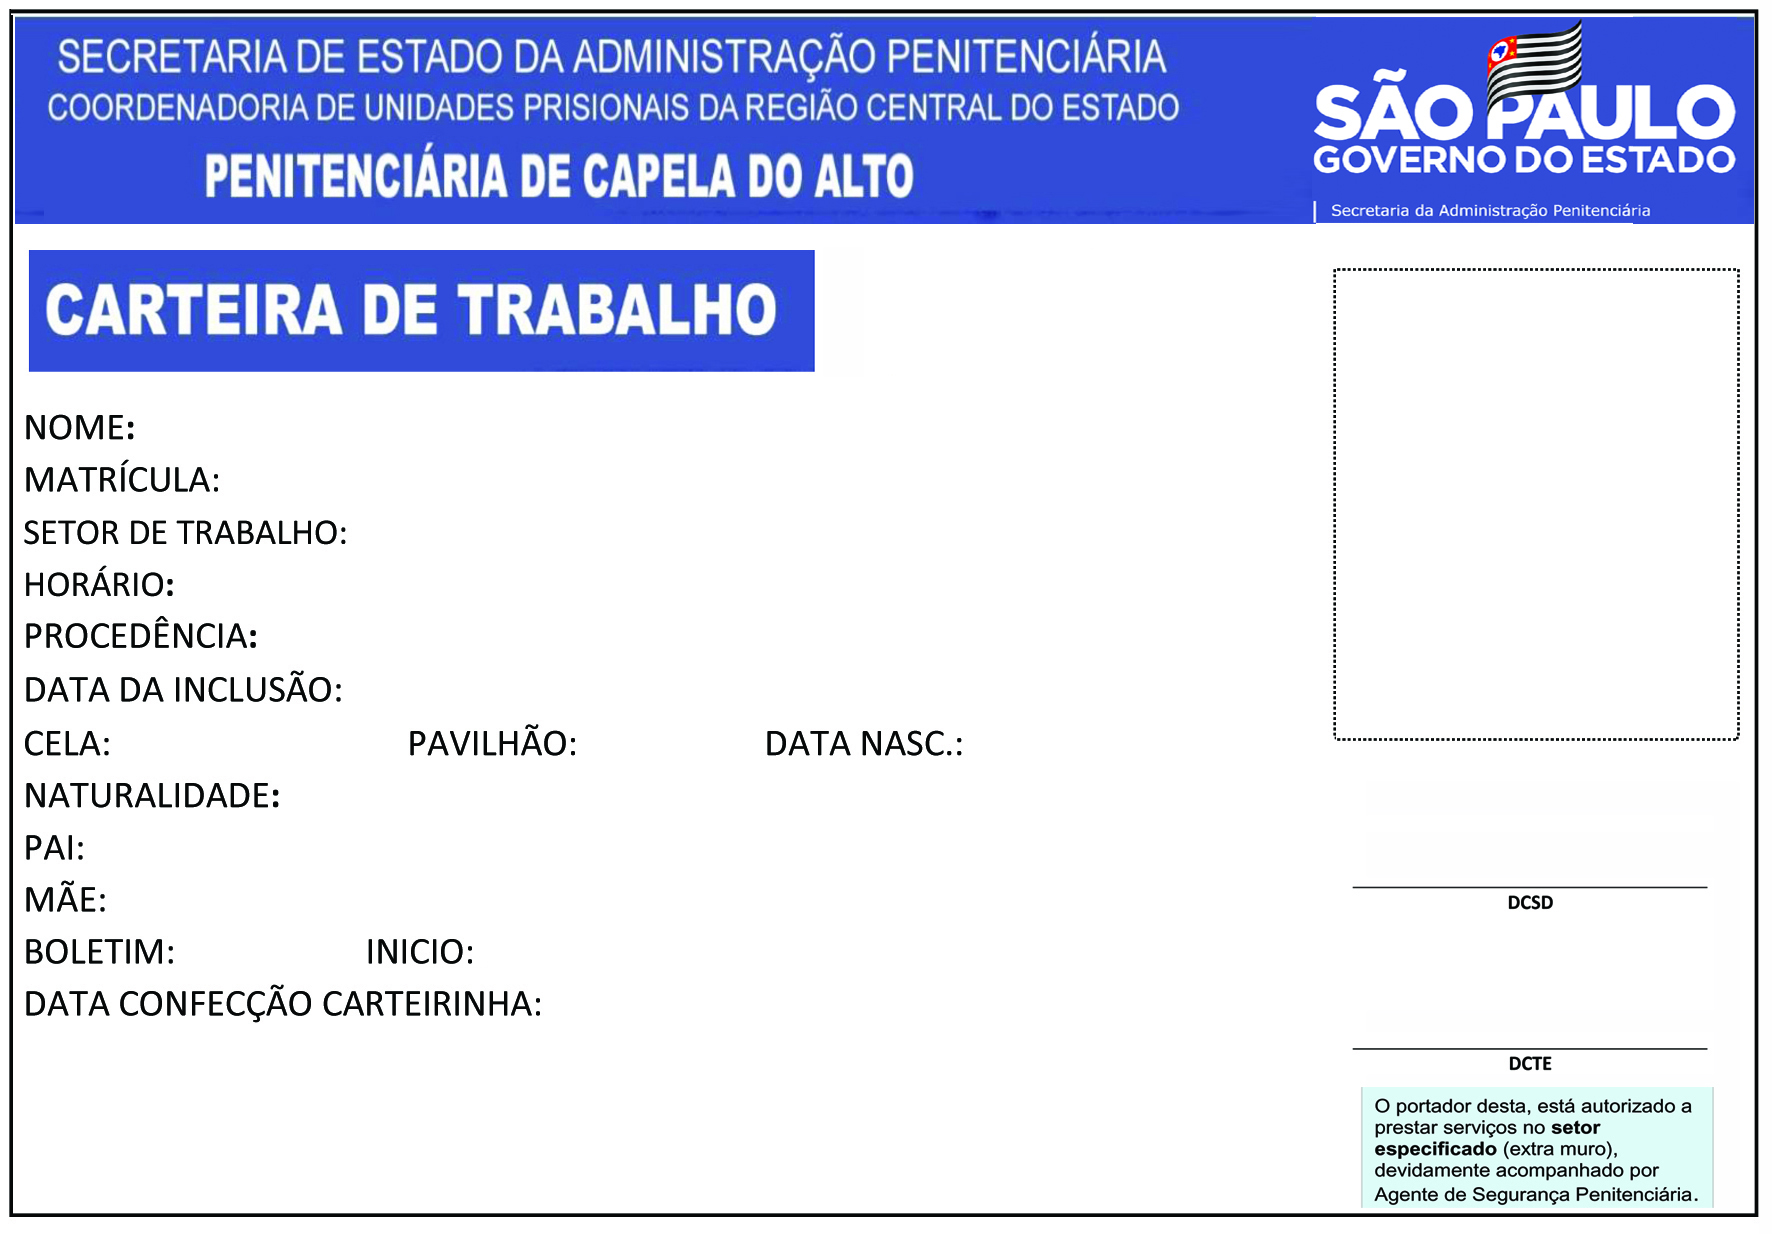 SECRETARIA DE ESTADO DA ADMINISTRAÇÃO PENITENCIÁRIA
COORDENADORIA DE UNIDADES PRISIONAIS DA REGIÃO CENTRAL DO ESTADO
PENITENCIÁRIA DE CAPELA DO ALTO
SÃO PAULO
GOVERNO DO ESTADO
Secretaria da Administração Penitenciária
CARTEIRA DE TRABALHO
NOME:
MATRÍCULA:
SETOR DE TRABALHO:
HORÁRIO:
PROCEDÊNCIA:
DATA DA INCLUSÃO:
CELA: PAVILHÃO: DATA NASC.:
NATURALIDADE:
PAI:
MÃE:
BOLETIM: INICIO:
DATA CONFECÇÃO CARTEIRINHA:
DCSD
DCTE
O portador desta, está autorizado a
prestar serviços no setor
especificado (extra muro),
devidamente acompanhado por
Agente de Segurança Penitenciária.